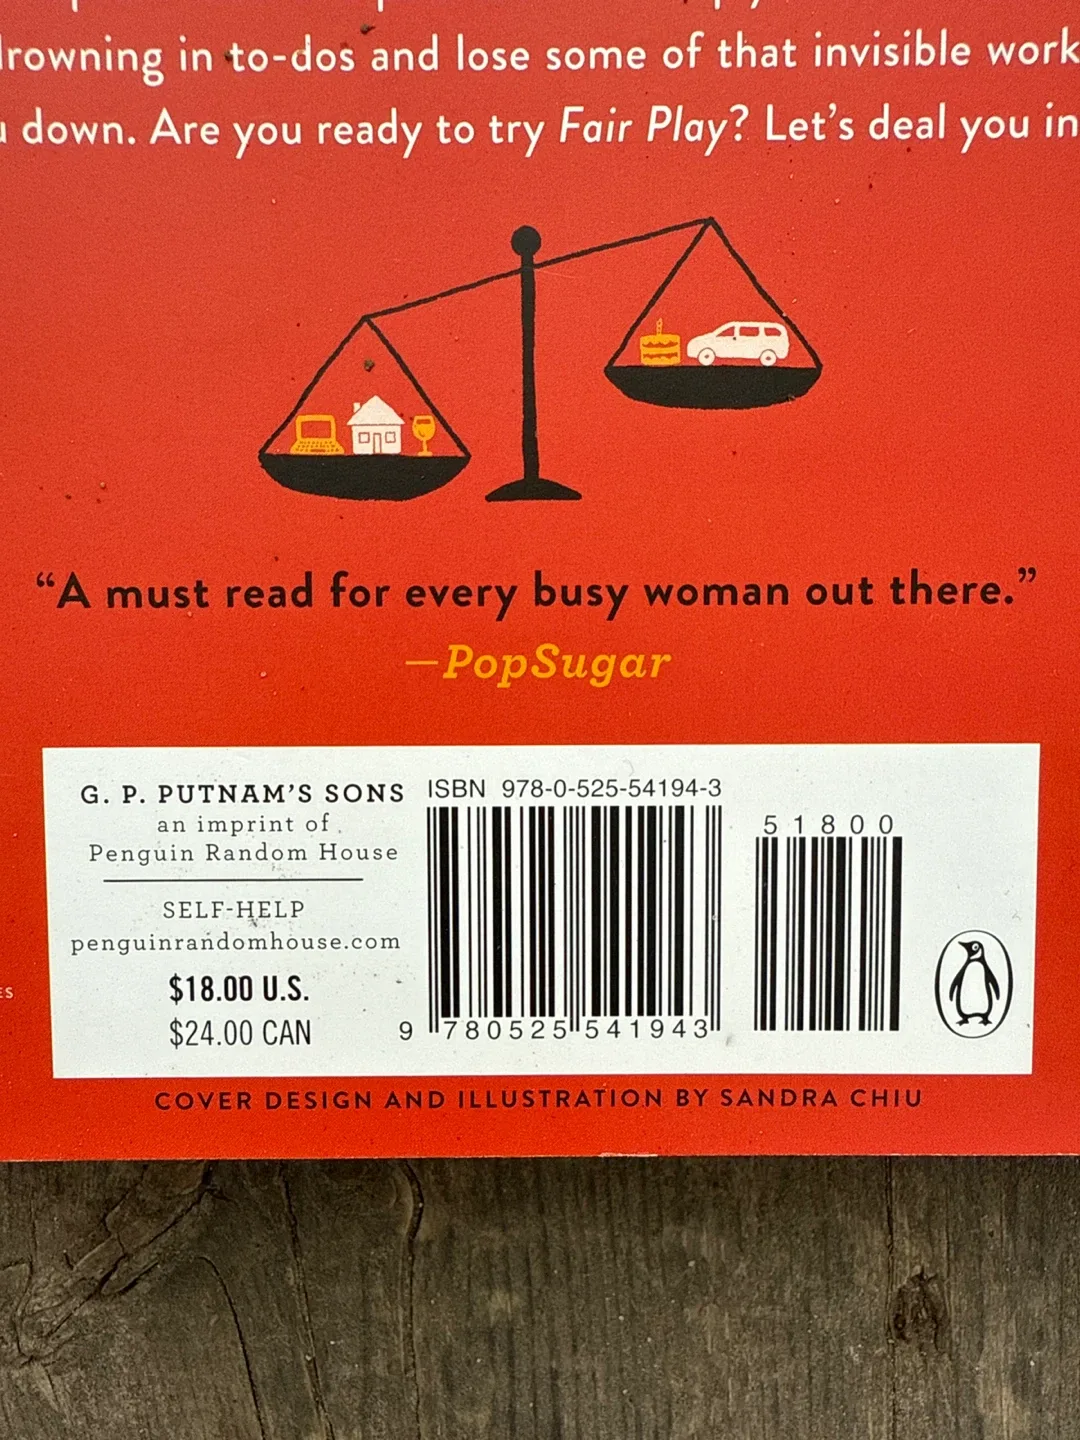 drowning in to-dos and lose some of that invisible work
down. Are you ready to try Fair Play? Let's deal you in
“A must read for every busy woman out there.”
—PopSugar
G. P. PUTNAM'S SONS
an imprint of
Penguin Random House
SELF-HELP
penguinrandomhouse.com
$18.00 U.S.
$24.00 CAN
ISBN 978-0-525-54194-3
9 780525 541943
51800
COVER DESIGN AND ILLUSTRATION BY SANDRA CHIU